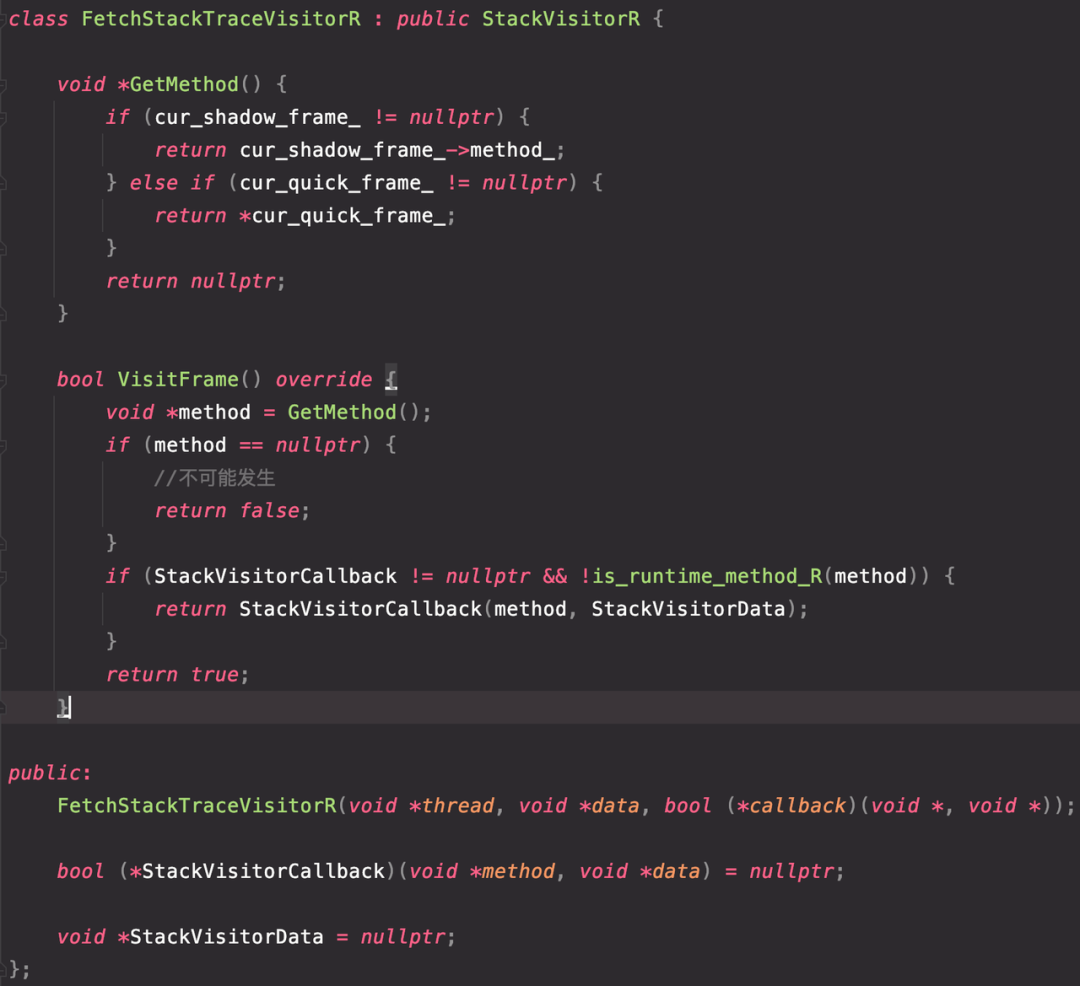 class FetchStackTraceVisitorR : public StackVisitorR {
void *GetMethod() {
if (cur_shadow_frame_ != nullptr) {
return cur_shadow_frame_->method_;
} else if (cur_quick_frame_ != nullptr) {
return *cur_quick_frame_;
}
return nullptr;
}
bool VisitFrame() override {
void *method = GetMethod();
if (method == nullptr) {
//不可能发生
return false;
}
if (StackVisitorCallback != nullptr && !is_runtime_method_R(method)) {
return StackVisitorCallback(method, StackVisitorData);
}
return true;
}
public:
FetchStackTraceVisitorR(void *thread, void *data, bool (*callback)(void *, void *));
bool (*StackVisitorCallback)(void *method, void *data) = nullptr;
void *StackVisitorData = nullptr;
};